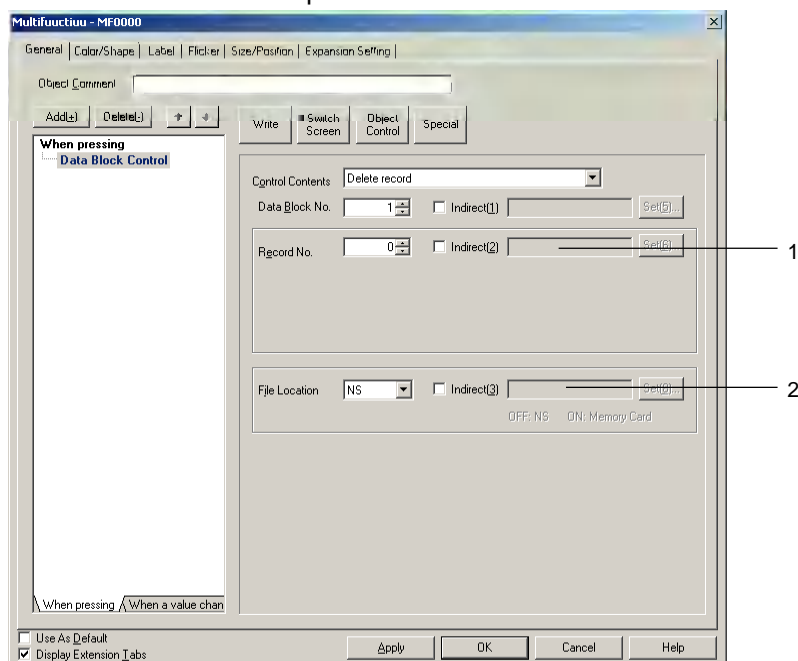 Multifuuctiuu - MF0000
General Color/Shape Label Flicker Size/Position Expansion Setting
Object Comment
Add(+) Delete(-)
Write Switch Screen Object Control Special
When pressing
Data Block Control
Control Contents Delete record
Data Block No. 1 Indirect(1) Set(5)...
Record No. 0 Indirect(2) Set(6)... 1
File Location NS Indirect(3) Set(8)... 2
OFF: NS ON: Memory Card
When pressing When a value chan
Use As Default
Display Extension Tabs
Apply OK Cancel Help